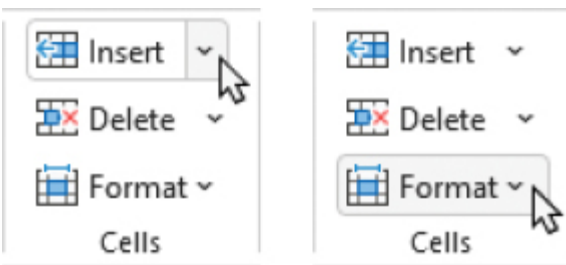 Insert
Delete
Format
Cells
Insert
Delete
Format
Cells